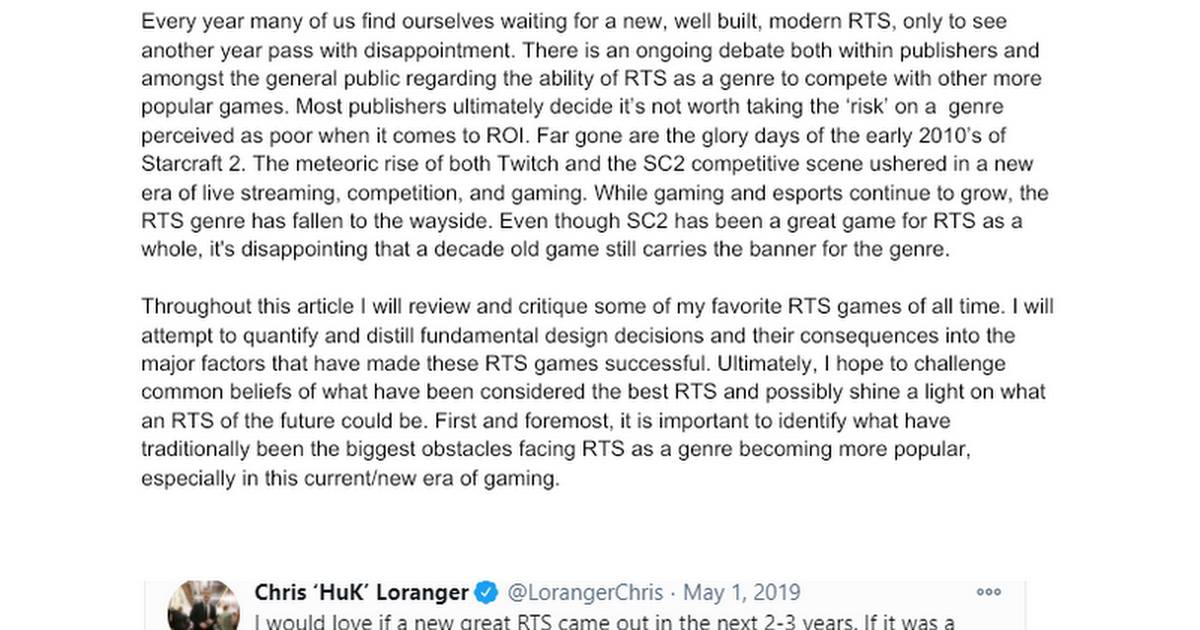 Every year many of us find ourselves waiting for a new, well built, modern RTS, only to see
another year pass with disappointment. There is an ongoing debate both within publishers and
amongst the general public regarding the ability of RTS as a genre to compete with other more
popular games. Most publishers ultimately decide it’s not worth taking the ‘risk’ on a  genre
perceived as poor when it comes to ROI. Far gone are the glory days of the early 2010’s of
Starcraft 2. The meteoric rise of both Twitch and the SC2 competitive scene ushered in a new
era of live streaming, competition, and gaming. While gaming and esports continue to grow, the
RTS genre has fallen to the wayside. Even though SC2 has been a great game for RTS as a
whole, it's disappointing that a decade old game still carries the banner for the genre.
Throughout this article I will review and critique some of my favorite RTS games of all time. I will
attempt to quantify and distill fundamental design decisions and their consequences into the
major factors that have made these RTS games successful. Ultimately, I hope to challenge
common beliefs of what have been considered the best RTS and possibly shine a light on what
an RTS of the future could be. First and foremost, it is important to identify what have
traditionally been the biggest obstacles facing RTS as a genre becoming more popular,
especially in this current/new era of gaming.
Chris ‘HuK’ Loranger @LorangerChris · May 1, 2019
I would love if a new great RTS came out in the next 2-3 years. If it was a